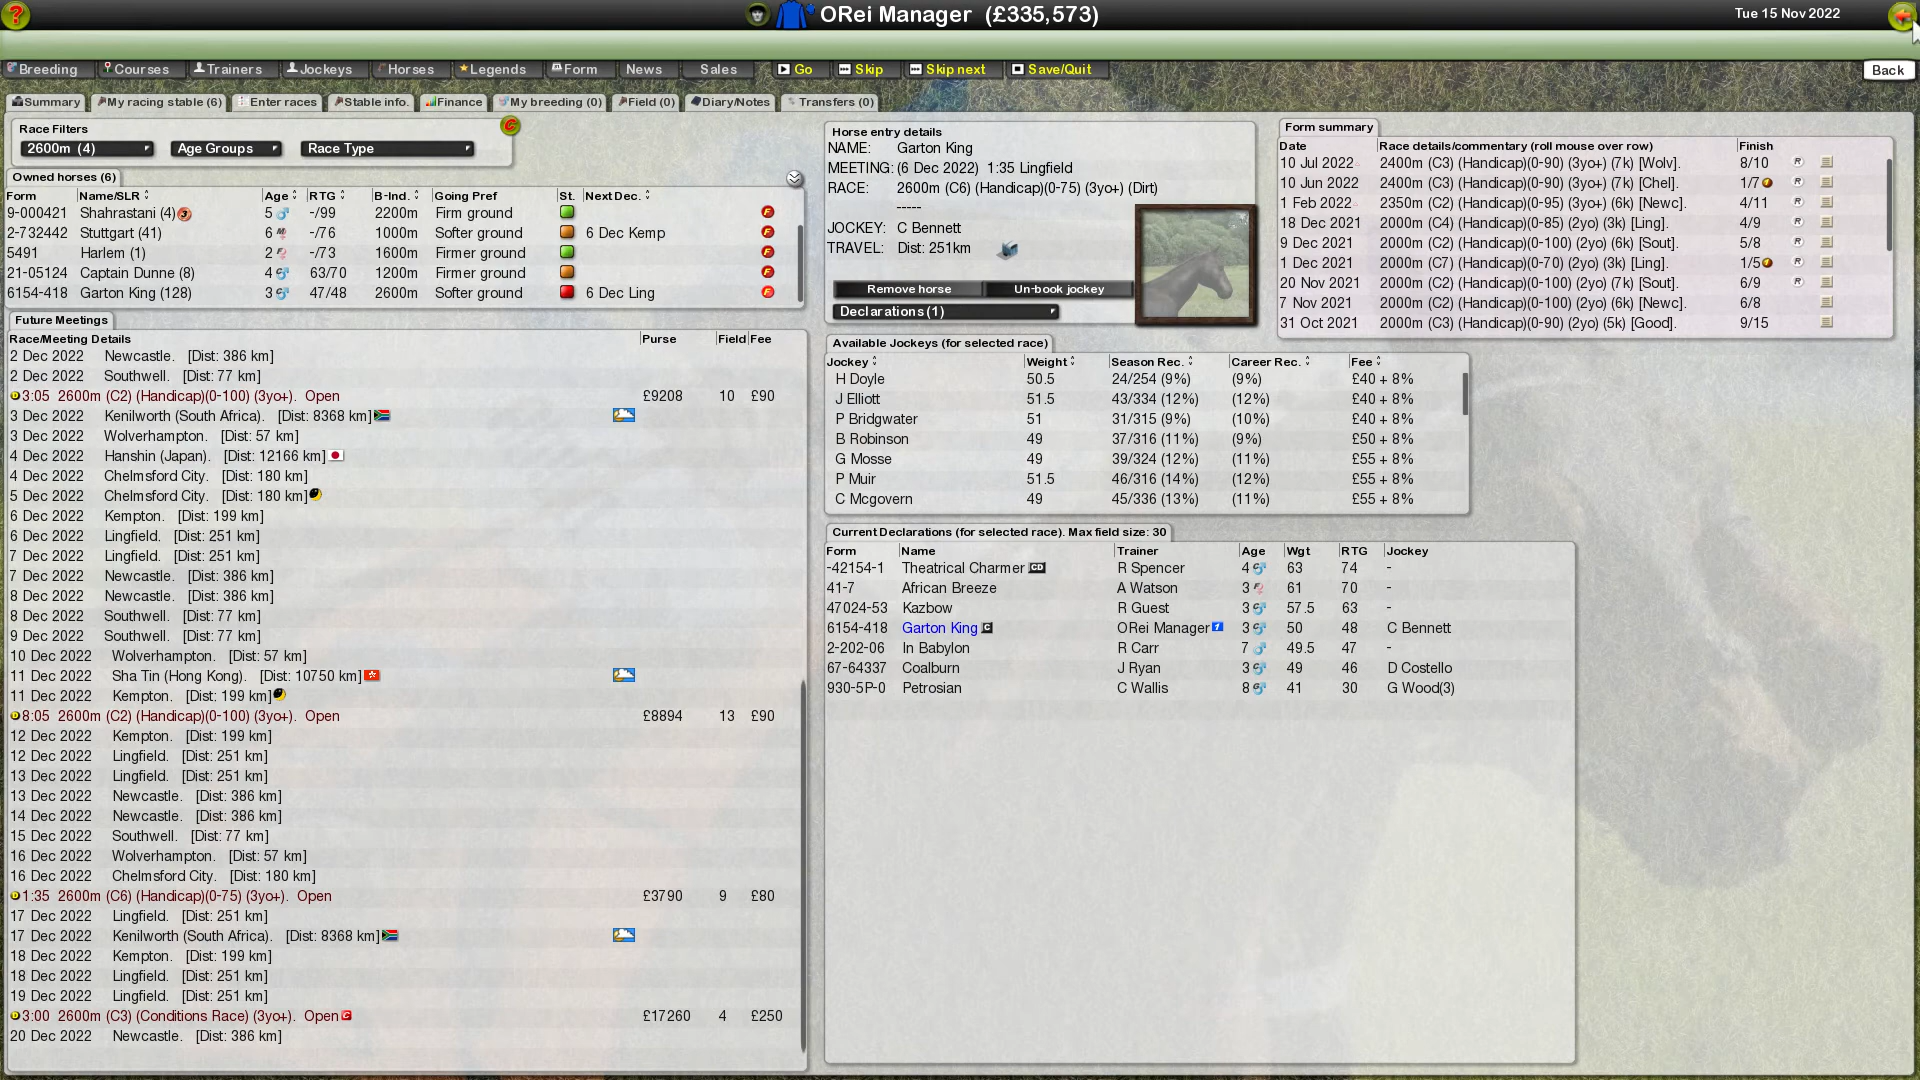 ORei Manager (£335,573)
Tue 15 Nov 2022
Breeding Courses Trainers Jockeys Horses Legends Form News Sales Go Skip Skip next Save/Quit Back
Summary My racing stable (6) Enter races Stable info. Finance My breeding (0) Field (0) Diary/Notes Transfers (0)
Race Filters
2600m (4) Age Groups Race Type
Owned horses (6)
Form Name/SLR Age RTG B-Ind. Going Pref St. Next Dec.
9-000421 Shahrastani (4) 5 -/99 2200m Firm ground
2-732442 Stuttgart (41) 6 -/76 1000m Softer ground 6 Dec Kemp
5491 Harlem (1) 2 -/73 1600m Firmer ground
21-05124 Captain Dunne (8) 4 63/70 1200m Firmer ground
6154-418 Garton King (128) 3 47/48 2600m Softer ground 6 Dec Ling
Future Meetings
Race/Meeting Details Purse Field Fee
2 Dec 2022 Newcastle. [Dist: 386 km]
2 Dec 2022 Southwell. [Dist: 77 km]
3:05 2600m (C2) (Handicap)(0-100) (3yo+). Open £9208 10 £90
3 Dec 2022 Kenilworth (South Africa). [Dist: 8368 km]
3 Dec 2022 Wolverhampton. [Dist: 57 km]
4 Dec 2022 Hanshin (Japan). [Dist: 12166 km]
4 Dec 2022 Chelmsford City. [Dist: 180 km]
5 Dec 2022 Chelmsford City. [Dist: 180 km]
6 Dec 2022 Kempton. [Dist: 199 km]
6 Dec 2022 Lingfield. [Dist: 251 km]
7 Dec 2022 Lingfield. [Dist: 251 km]
7 Dec 2022 Newcastle. [Dist: 386 km]
8 Dec 2022 Newcastle. [Dist: 386 km]
8 Dec 2022 Southwell. [Dist: 77 km]
9 Dec 2022 Southwell. [Dist: 77 km]
10 Dec 2022 Wolverhampton. [Dist: 57 km]
11 Dec 2022 Sha Tin (Hong Kong). [Dist: 10750 km]
11 Dec 2022 Kempton. [Dist: 199 km]
8:05 2600m (C2) (Handicap)(0-100) (3yo+). Open £8894 13 £90
12 Dec 2022 Kempton. [Dist: 199 km]
12 Dec 2022 Lingfield. [Dist: 251 km]
13 Dec 2022 Lingfield. [Dist: 251 km]
13 Dec 2022 Newcastle. [Dist: 386 km]
14 Dec 2022 Newcastle. [Dist: 386 km]
15 Dec 2022 Southwell. [Dist: 77 km]
16 Dec 2022 Wolverhampton. [Dist: 57 km]
16 Dec 2022 Chelmsford City. [Dist: 180 km]
1:35 2600m (C6) (Handicap)(0-75) (3yo+). Open £3790 9 £80
17 Dec 2022 Lingfield. [Dist: 251 km]
17 Dec 2022 Kenilworth (South Africa). [Dist: 8368 km]
18 Dec 2022 Kempton. [Dist: 199 km]
18 Dec 2022 Lingfield. [Dist: 251 km]
19 Dec 2022 Lingfield. [Dist: 251 km]
3:00 2600m (C3) (Conditions Race) (3yo+). Open £17260 4 £250
20 Dec 2022 Newcastle. [Dist: 386 km]
Horse entry details
NAME: Garton King
MEETING: (6 Dec 2022) 1:35 Lingfield
RACE: 2600m (C6) (Handicap)(0-75) (3yo+) (Dirt)
-----
JOCKEY: C Bennett
TRAVEL: Dist: 251km
Remove horse Un-book jockey
Declarations (1)
Form summary
Date Race details/commentary (roll mouse over row) Finish
10 Jul 2022 2400m (C3) (Handicap)(0-90) (3yo+) (7k) [Wolv]. 8/10 R
10 Jun 2022 2400m (C3) (Handicap)(0-90) (3yo+) (7k) [Chel]. 1/7 R
1 Feb 2022 2350m (C2) (Handicap)(0-95) (3yo+) (6k) [Newc]. 4/11 R
18 Dec 2021 2000m (C4) (Handicap)(0-85) (2yo) (3k) [Ling]. 4/9 R
9 Dec 2021 2000m (C2) (Handicap)(0-100) (2yo) (6k) [Sout]. 5/8 R
1 Dec 2021 2000m (C7) (Handicap)(0-70) (2yo) (3k) [Ling]. 1/5 R
20 Nov 2021 2000m (C2) (Handicap)(0-100) (2yo) (7k) [Sout]. 6/9 R
7 Nov 2021 2000m (C2) (Handicap)(0-100) (2yo) (6k) [Newc]. 6/8
31 Oct 2021 2000m (C3) (Handicap)(0-90) (2yo) (5k) [Good]. 9/15
Available Jockeys (for selected race)
Jockey Weight Season Rec. Career Rec. Fee
H Doyle 50.5 24/254 (9%) (9%) £40 + 8%
J Elliott 51.5 43/334 (12%) (12%) £40 + 8%
P Bridgwater 51 31/315 (9%) (10%) £40 + 8%
B Robinson 49 37/316 (11%) (9%) £50 + 8%
G Mosse 49 39/324 (12%) (11%) £55 + 8%
P Muir 51.5 46/316 (14%) (12%) £55 + 8%
C Mcgovern 49 45/336 (13%) (11%) £55 + 8%
Current Declarations (for selected race). Max field size: 30
Form Name Trainer Age Wgt RTG Jockey
-42154-1 Theatrical Charmer CD R Spencer 4 63 74 -
41-7 African Breeze A Watson 3 61 70 -
47024-53 Kazbow R Guest 3 57.5 63 -
6154-418 Garton King C ORei Manager 3 50 48 C Bennett
2-202-06 In Babylon R Carr 7 49.5 47 -
67-64337 Coalburn J Ryan 3 49 46 D Costello
930-5P-0 Petrosian C Wallis 8 41 30 G Wood(3)